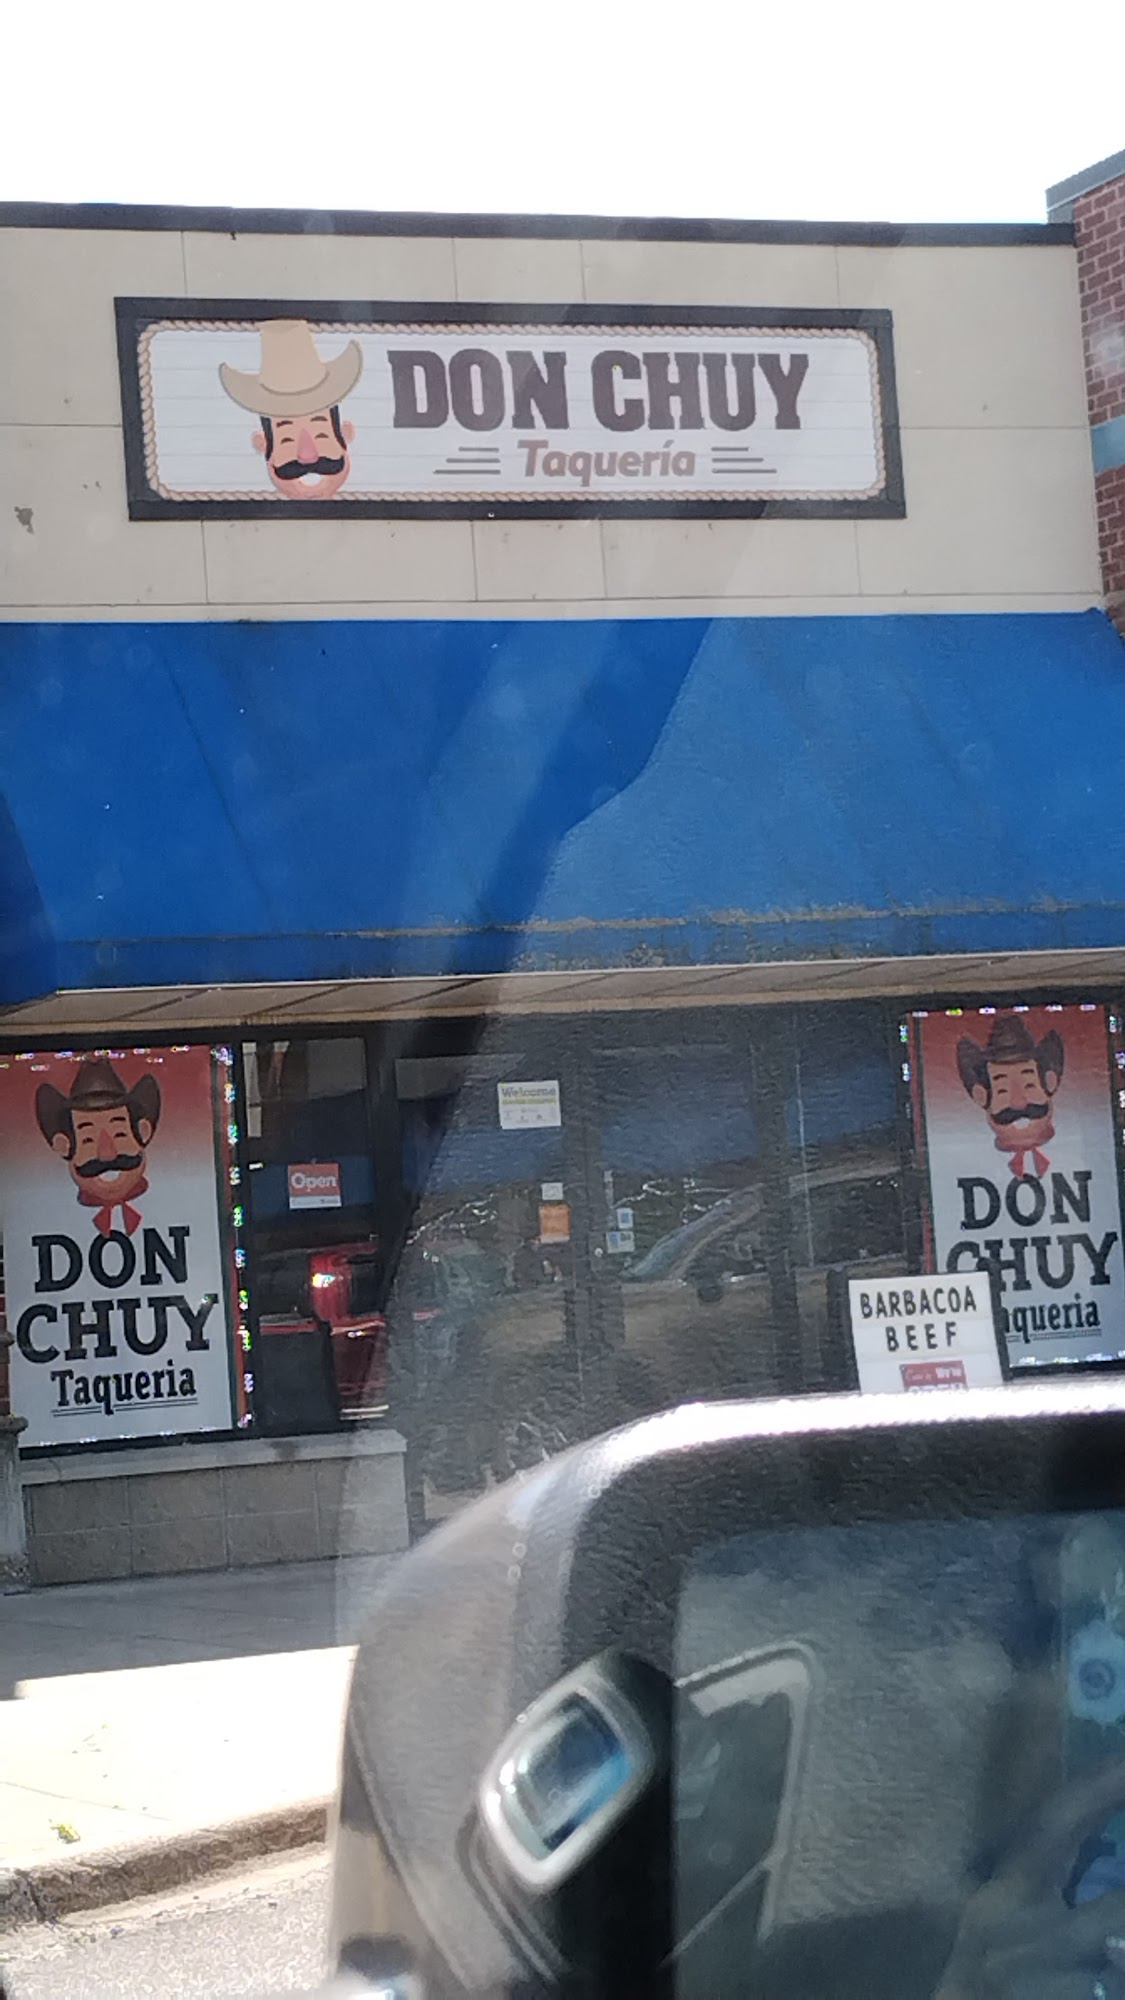 DON CHUY
Taquería
Welcome
Open
DON
CHUY
Taqueria
DON
CHUY
BARBACOA
BEEF